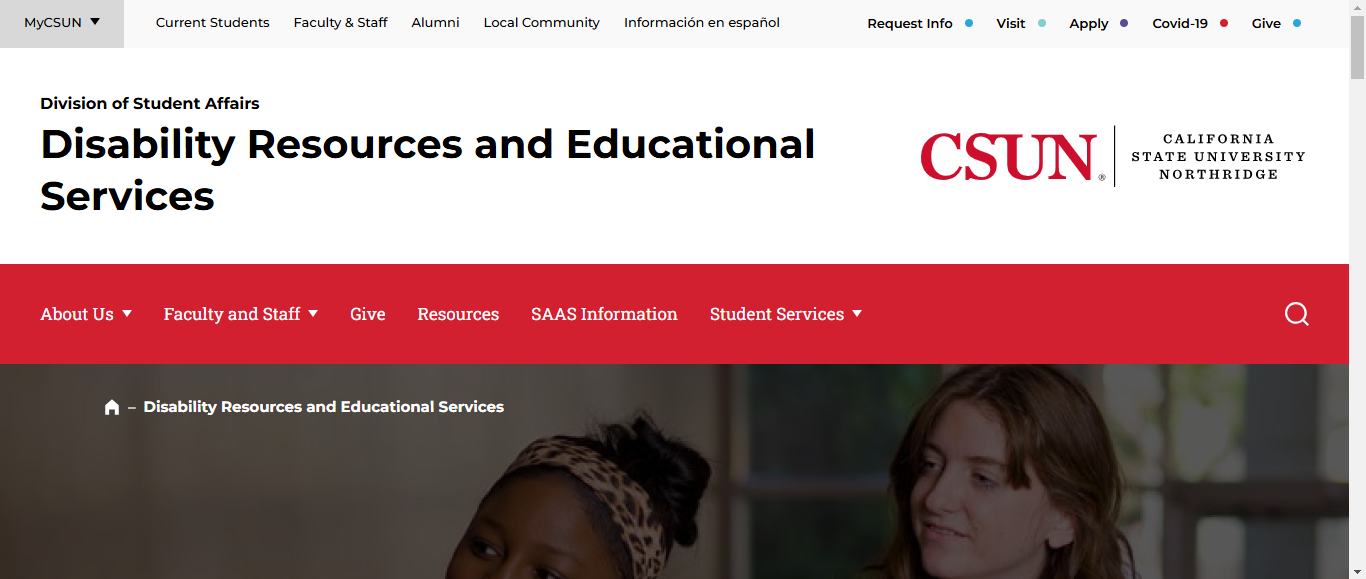 MyCSUN
Current Students
Faculty & Staff
Alumni
Local Community
Información en español
Request Info
Visit
Apply
Covid-19
Give
Division of Student Affairs
Disability Resources and Educational
Services
CSUN®
CALIFORNIA
STATE UNIVERSITY
NORTHRIDGE
About Us
Faculty and Staff
Give
Resources
SAAS Information
Student Services
– Disability Resources and Educational Services